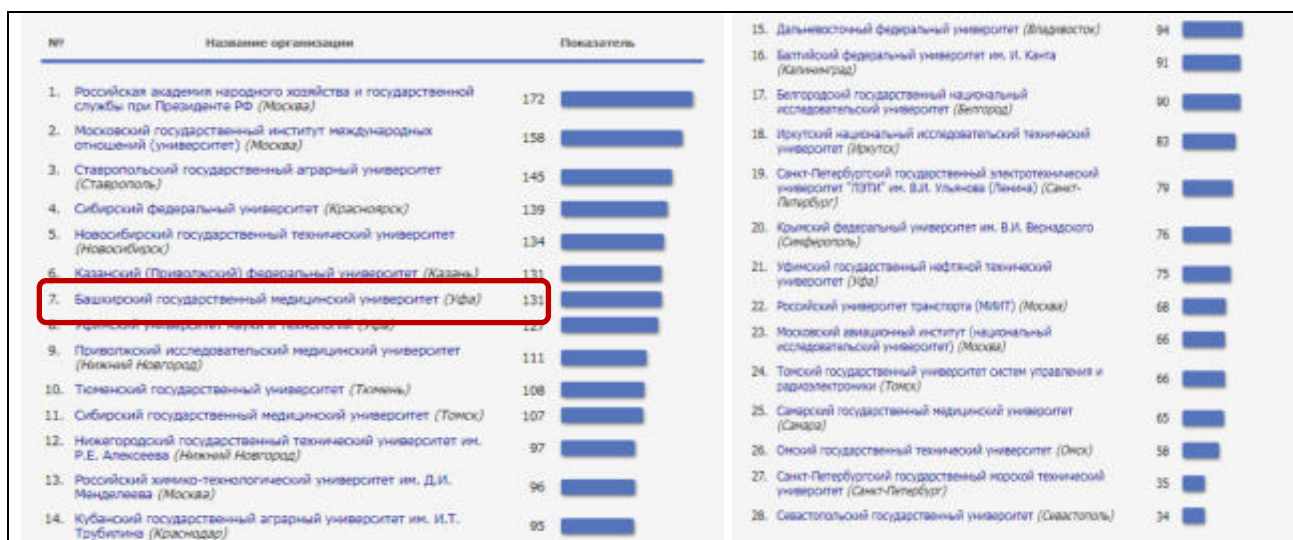 № Название организации Показатель
1. Российская академия народного хозяйства и государственной
службы при Президенте РФ (Москва) 172
2. Московский государственный институт международных
отношений (университет) (Москва) 158
3. Ставропольский государственный аграрный университет
(Ставрополь) 145
4. Сибирский федеральный университет (Красноярск) 139
5. Новосибирский государственный технический университет
(Новосибирск) 134
6. Казанский (Приволжский) федеральный университет (Казань) 131
7. Башкирский государственный медицинский университет (Уфа) 131
8. Уфимский университет науки и технологий (Уфа) 127
9. Приволжский исследовательский медицинский университет
(Нижний Новгород) 111
10. Тюменский государственный университет (Тюмень) 108
11. Сибирский государственный медицинский университет (Томск) 107
12. Нижегородский государственный технический университет им.
Р.Е. Алексеева (Нижний Новгород) 97
13. Российский химико-технологический университет им. Д.И.
Менделеева (Москва) 96
14. Кубанский государственный аграрный университет им. И.Т.
Трубилина (Краснодар) 95
15. Дальневосточный федеральный университет (Владивосток) 94
16. Балтийский федеральный университет им. И. Канта
(Калининград) 91
17. Белгородский государственный национальный
исследовательский университет (Белгород) 90
18. Иркутский национальный исследовательский технический
университет (Иркутск) 83
19. Санкт-Петербургский государственный электротехнический
университет "ЛЭТИ" им. В.И. Ульянова (Ленина) (Санкт-
Петербург) 79
20. Крымский федеральный университет им. В.И. Вернадского
(Симферополь) 76
21. Уфимский государственный нефтяной технический
университет (Уфа) 75
22. Российский университет транспорта (МИИТ) (Москва) 68
23. Московский авиационный институт (национальный
исследовательский университет) (Москва) 66
24. Томский государственный университет систем управления и
радиоэлектроники (Томск) 66
25. Самарский государственный медицинский университет
(Самара) 65
26. Омский государственный технический университет (Омск) 58
27. Санкт-Петербургский государственный морской технический
университет (Санкт-Петербург) 35
28. Севастопольский государственный университет (Севастополь) 34